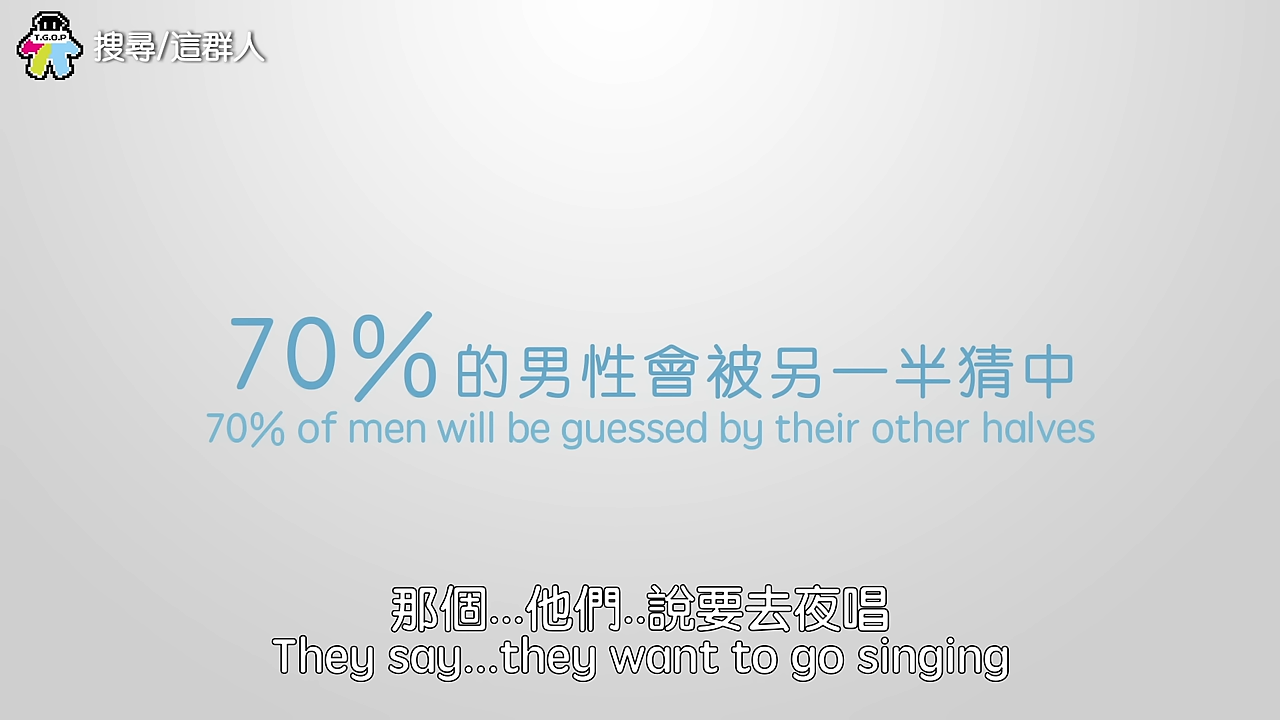 T.G.O.P
搜尋/這群人
70%的男性會被另一半猜中
70% of men will be guessed by their other halves
那個...他們..說要去夜唱
They say...they want to go singing